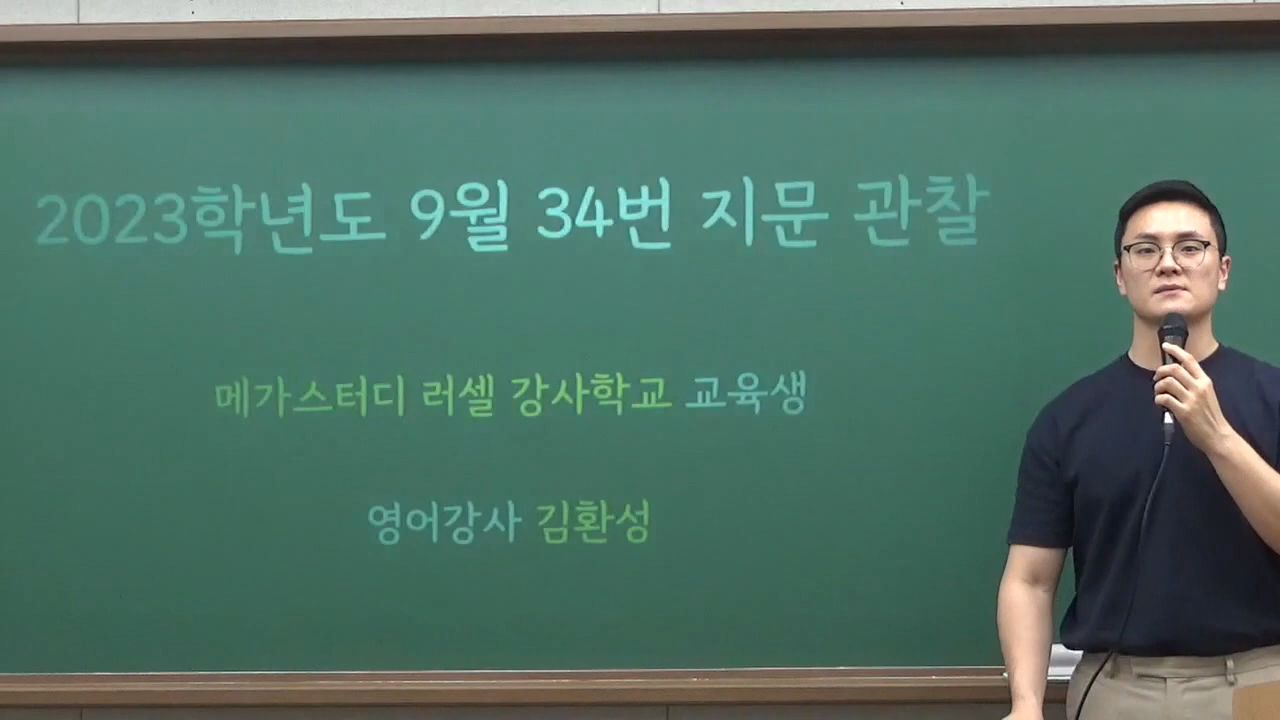 2023학년도 9월 34번 지문 관찰
메가스터디 러셀 강사학교 교육생
영어강사 김환성